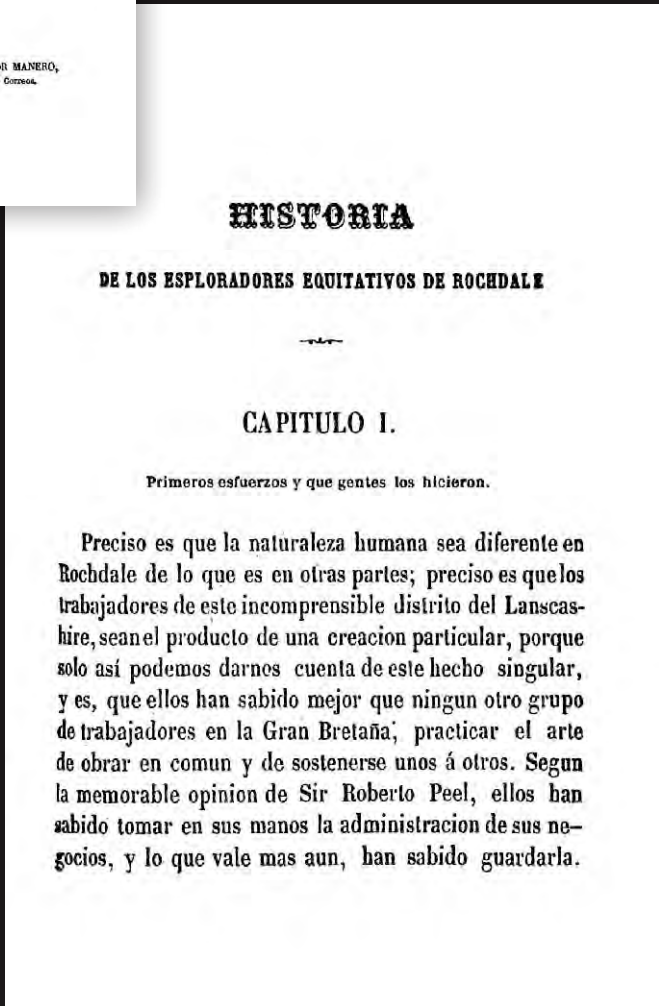 OR MANERO,
Correos.
HISTORIA
DE LOS ESPLORADORES EQUITATIVOS DE ROCHDALE
CAPITULO I.
Primeros esfuerzos y que gentes los hicieron.
Preciso es que la naturaleza humana sea diferente en
Rochdale de lo que es en otras partes; preciso es que los
trabajadores de este incomprensible distrito del Lanscas-
hire, sean el producto de una creacion particular, porque
solo así podemos darnos cuenta de este hecho singular,
y es, que ellos han sabido mejor que ningun otro grupo
de trabajadores en la Gran Bretaña, practicar el arte
de obrar en comun y de sostenerse unos á otros. Segun
la memorable opinion de Sir Roberto Peel, ellos han
sabido tomar en sus manos la administracion de sus ne-
gocios, y lo que vale mas aun, han sabido guardarla.